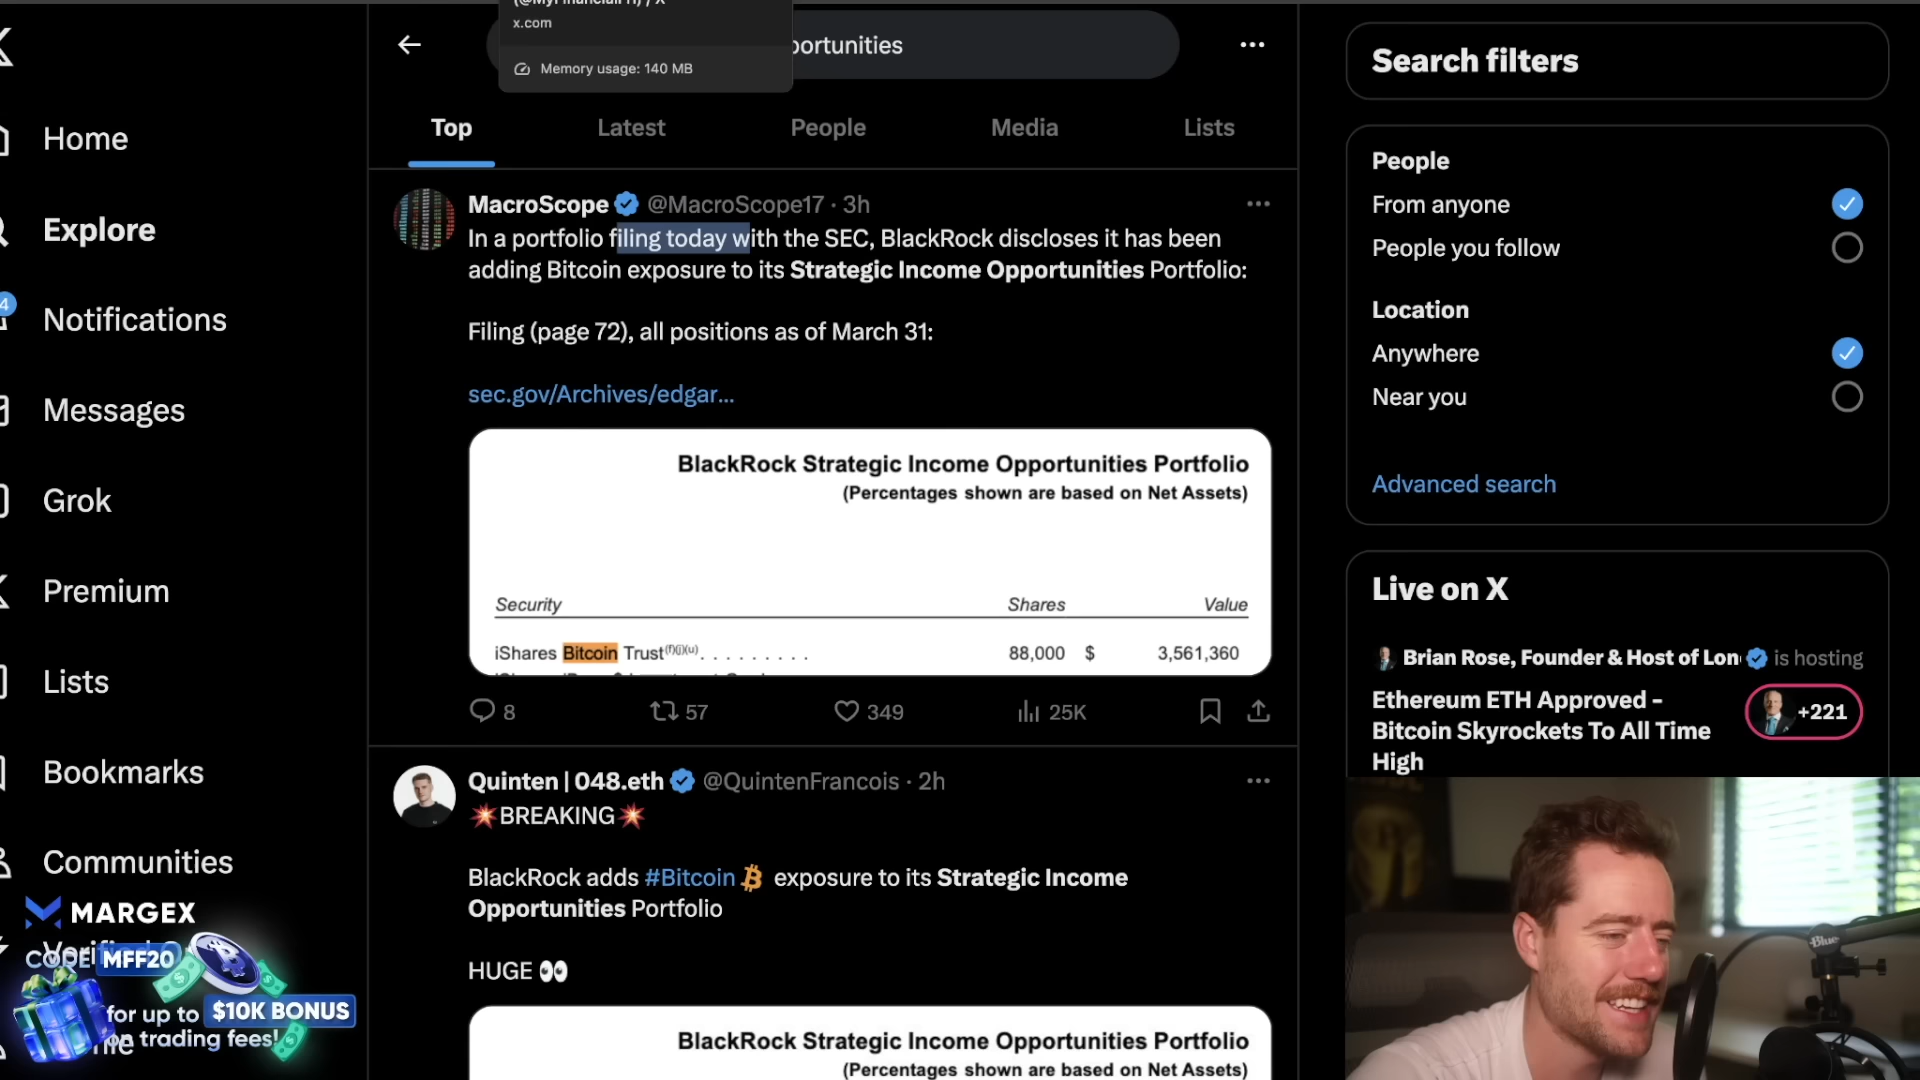 x.com
Memory usage: 140 MB
portunities
Search filters
Home
Explore
4
Notifications
Messages
Grok
Premium
Lists
Bookmarks
Communities
MARGEX
CODE MFF20
for up to $10K BONUS
on trading fees!
Top
Latest
People
Media
Lists
MacroScope @MacroScope17 · 3h
In a portfolio filing today with the SEC, BlackRock discloses it has been
adding Bitcoin exposure to its Strategic Income Opportunities Portfolio:
Filing (page 72), all positions as of March 31:
sec.gov/Archives/edgar...
BlackRock Strategic Income Opportunities Portfolio
(Percentages shown are based on Net Assets)
Security Shares Value
iShares Bitcoin Trust(f)(j)(u). . . . . . . . . 88,000 $ 3,561,360
8 57 349 25K
Quinten | 048.eth @QuintenFrancois · 2h
💥BREAKING💥
BlackRock adds #Bitcoin exposure to its Strategic Income
Opportunities Portfolio
HUGE 👀
BlackRock Strategic Income Opportunities Portfolio
(Percentages shown are based on Net Assets)
People
From anyone
People you follow
Location
Anywhere
Near you
Advanced search
Live on X
Brian Rose, Founder & Host of Lon is hosting
Ethereum ETH Approved -
Bitcoin Skyrockets To All Time
High
+221
Blue